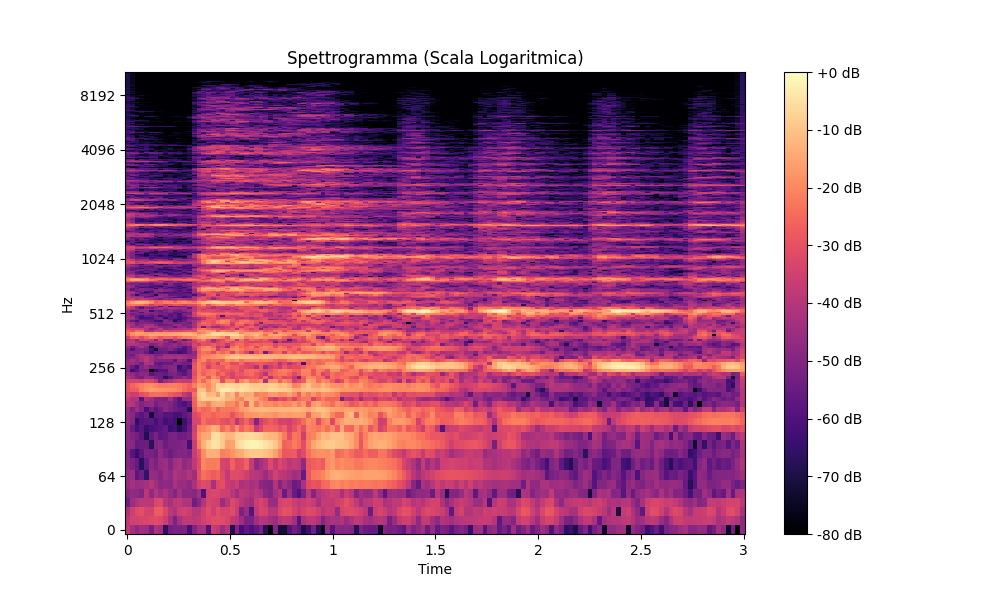 Spettrogramma (Scala Logaritmica)
8192
4096
2048
1024
512
256
128
64
0
Hz
0
0.5
1
1.5
2
2.5
3
Time
+0 dB
-10 dB
-20 dB
-30 dB
-40 dB
-50 dB
-60 dB
-70 dB
-80 dB